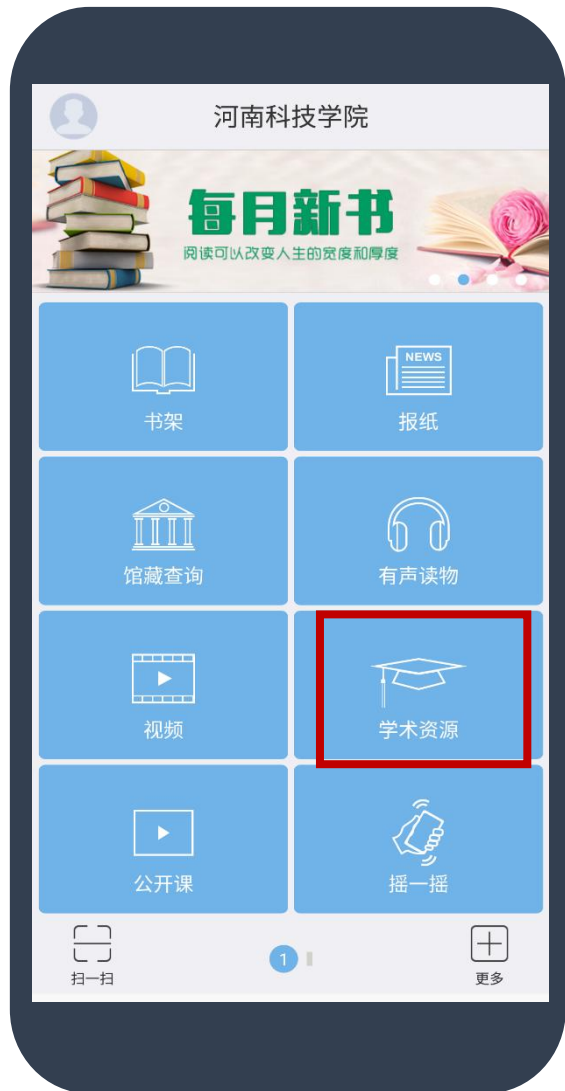 河南科技学院
每月新书
阅读可以改变人生的宽度和厚度
NEWS
书架
报纸
馆藏查询
有声读物
视频
学术资源
公开课
摇一摇
扫一扫
1
更多